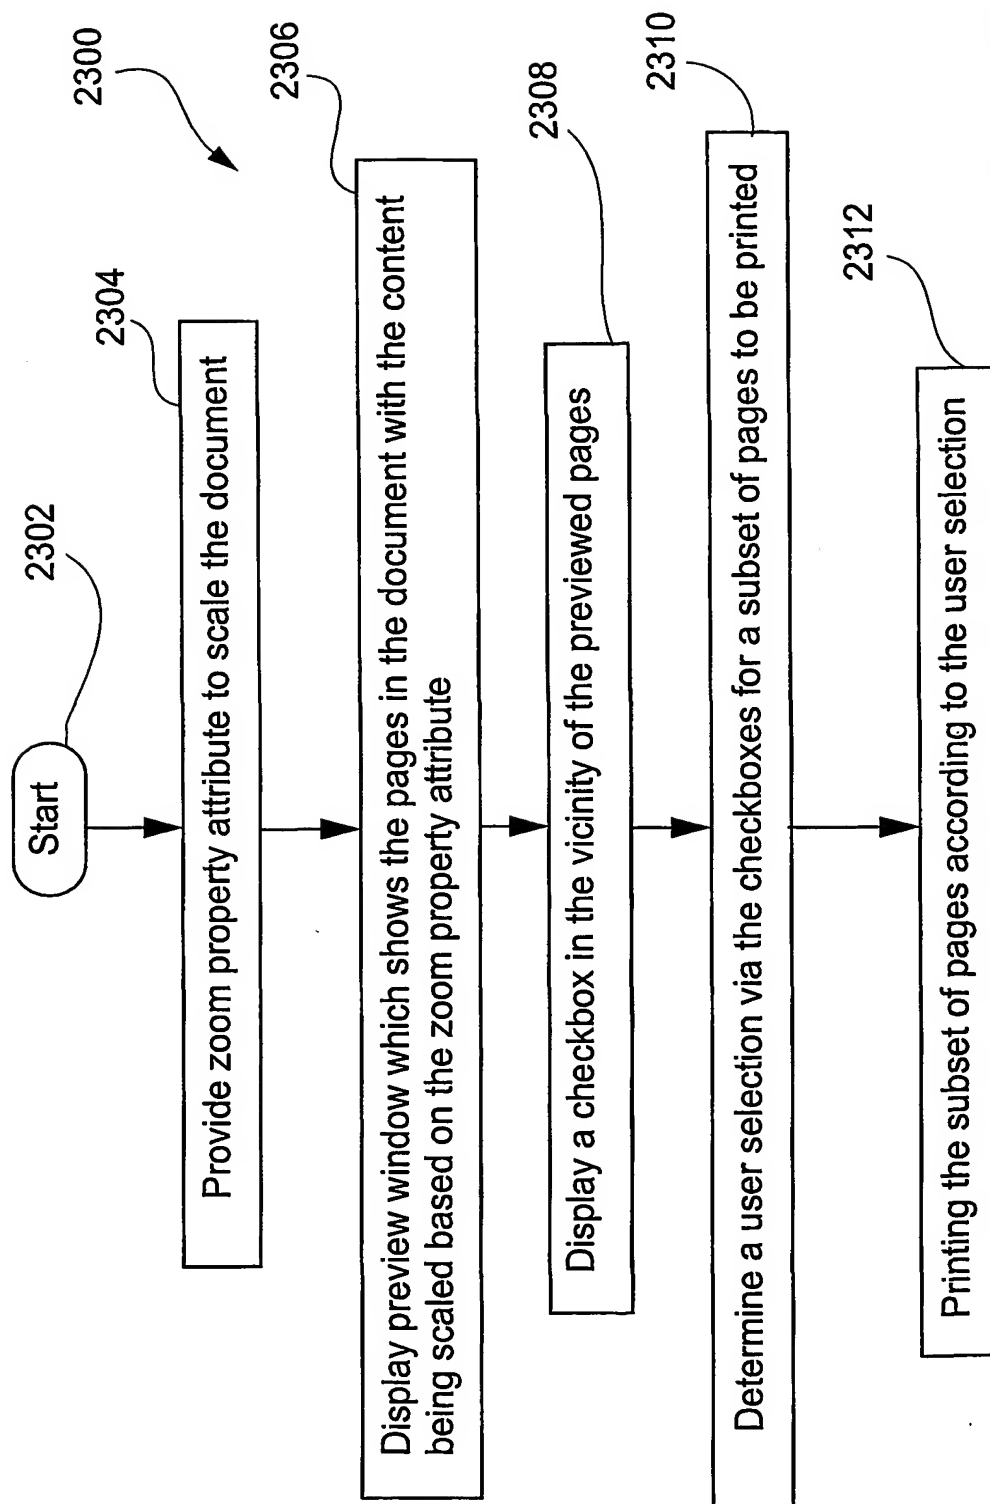 2300
Start
2302
Provide zoom property attribute to scale the document
2304
Display preview window which shows the pages in the document with the content
being scaled based on the zoom property attribute
2306
Display a checkbox in the vicinity of the previewed pages
2308
Determine a user selection via the checkboxes for a subset of pages to be printed
2310
Printing the subset of pages according to the user selection
2312